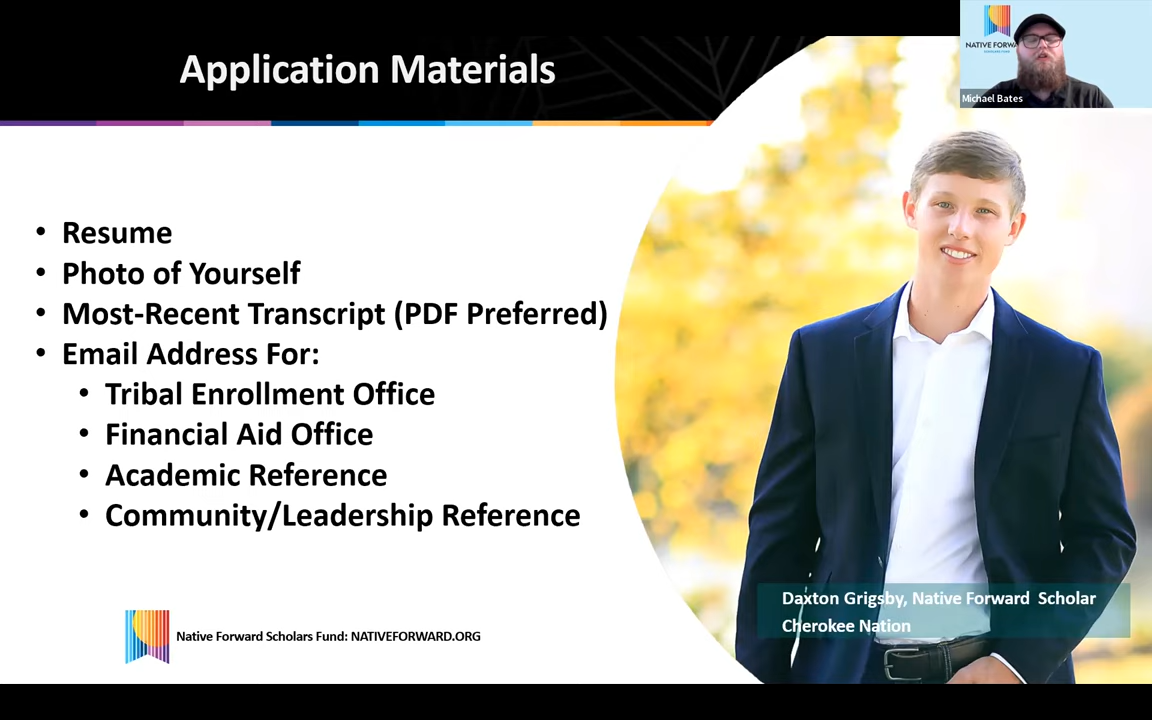 Application Materials
NATIVE FORW
Michael Bates
• Resume
• Photo of Yourself
• Most-Recent Transcript (PDF Preferred)
• Email Address For:
• Tribal Enrollment Office
• Financial Aid Office
• Academic Reference
• Community/Leadership Reference
Daxton Grigsby, Native Forward Scholar
Cherokee Nation
Native Forward Scholars Fund: NATIVEFORWARD.ORG